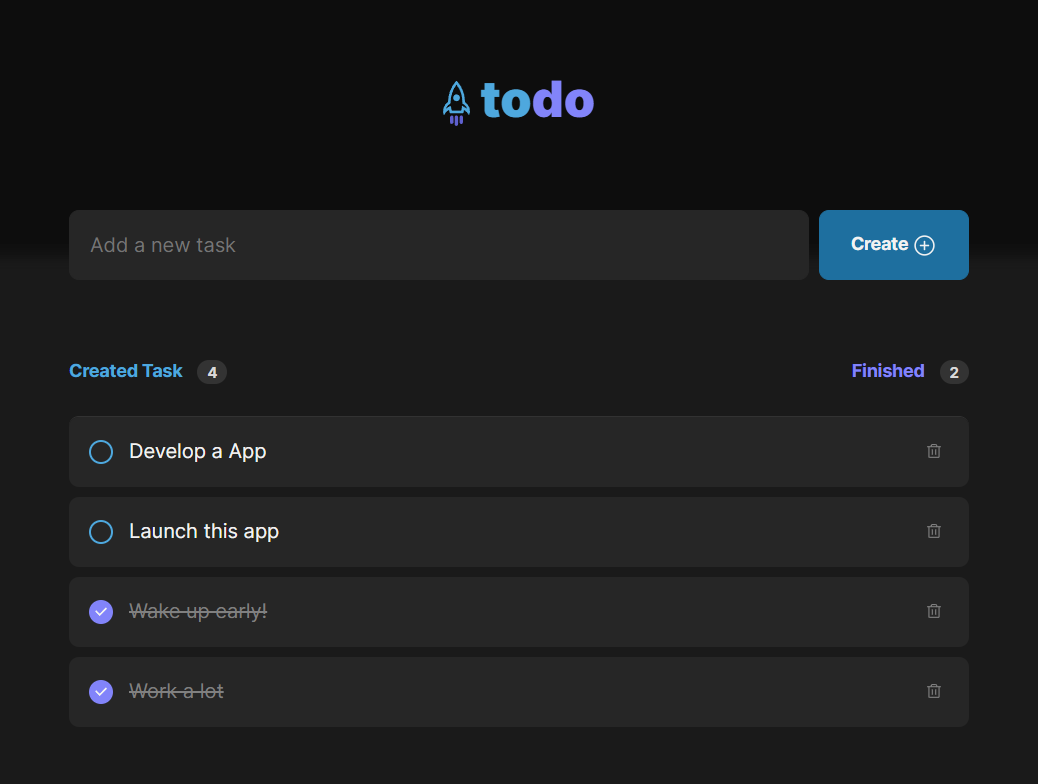 todo
Add a new task
Create
Created Task 4
Finished 2
Develop a App
Launch this app
Wake up early!
Work a lot